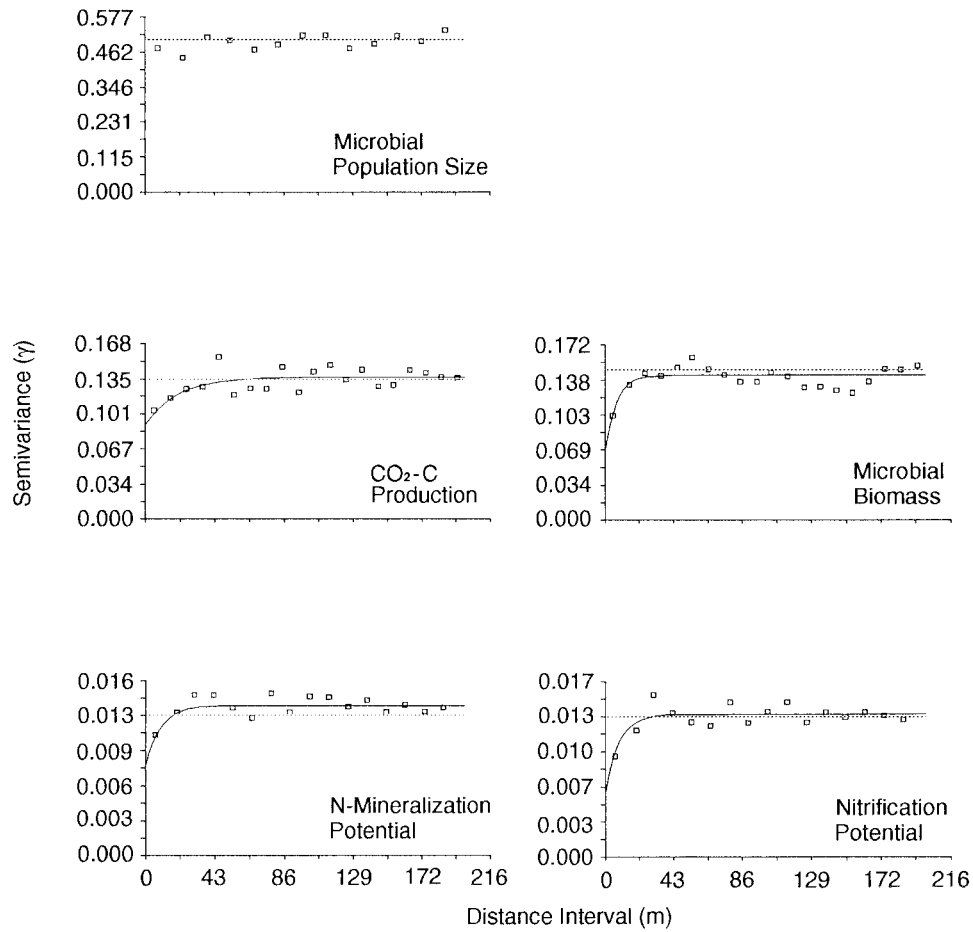 0.577
0.462
0.346
0.231
0.115
0.000
Microbial
Population Size
Semivariance (γ)
0.168
0.135
0.101
0.067
0.034
0.000
CO₂-C
Production
0.172
0.138
0.103
0.069
0.034
0.000
Microbial
Biomass
0.016
0.013
0.009
0.006
0.003
0.000
N-Mineralization
Potential
0 43 86 129 172 216
0.017
0.013
0.010
0.007
0.003
0.000
Nitrification
Potential
0 43 86 129 172 216
Distance Interval (m)